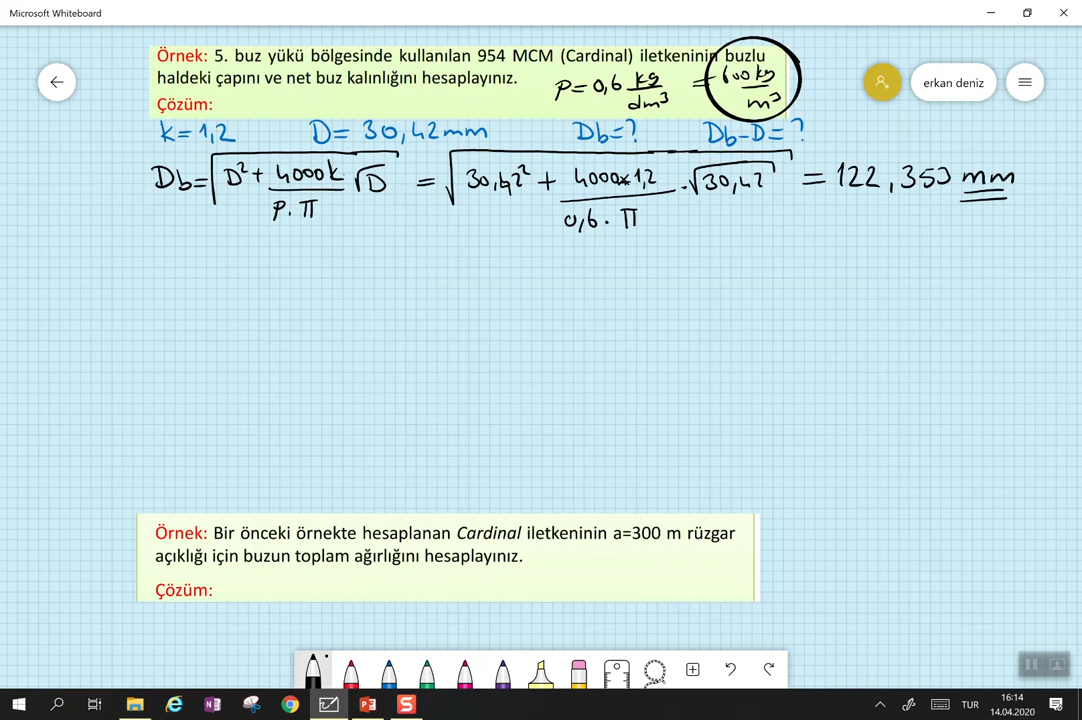 Microsoft Whiteboard
Örnek: 5. buz yükü bölgesinde kullanılan 954 MCM (Cardinal) iletkeninin buzlu
haldeki çapını ve net buz kalınlığını hesaplayınız.
ρ = 0,6 kg/dm³ = 600 kg/m³
Çözüm:
k = 1,2 D = 30,42 mm Db = ? Db-D = ?
Db = √(D² + 4000k/ρ.π √D) = √(30,42² + 4000x1,2/0,6.π . √30,42) = 122,353 mm
Örnek: Bir önceki örnekte hesaplanan Cardinal iletkeninin a=300 m rüzgar
açıklığı için buzun toplam ağırlığını hesaplayınız.
Çözüm:
erkan deniz
TUR
16:14
14.04.2020